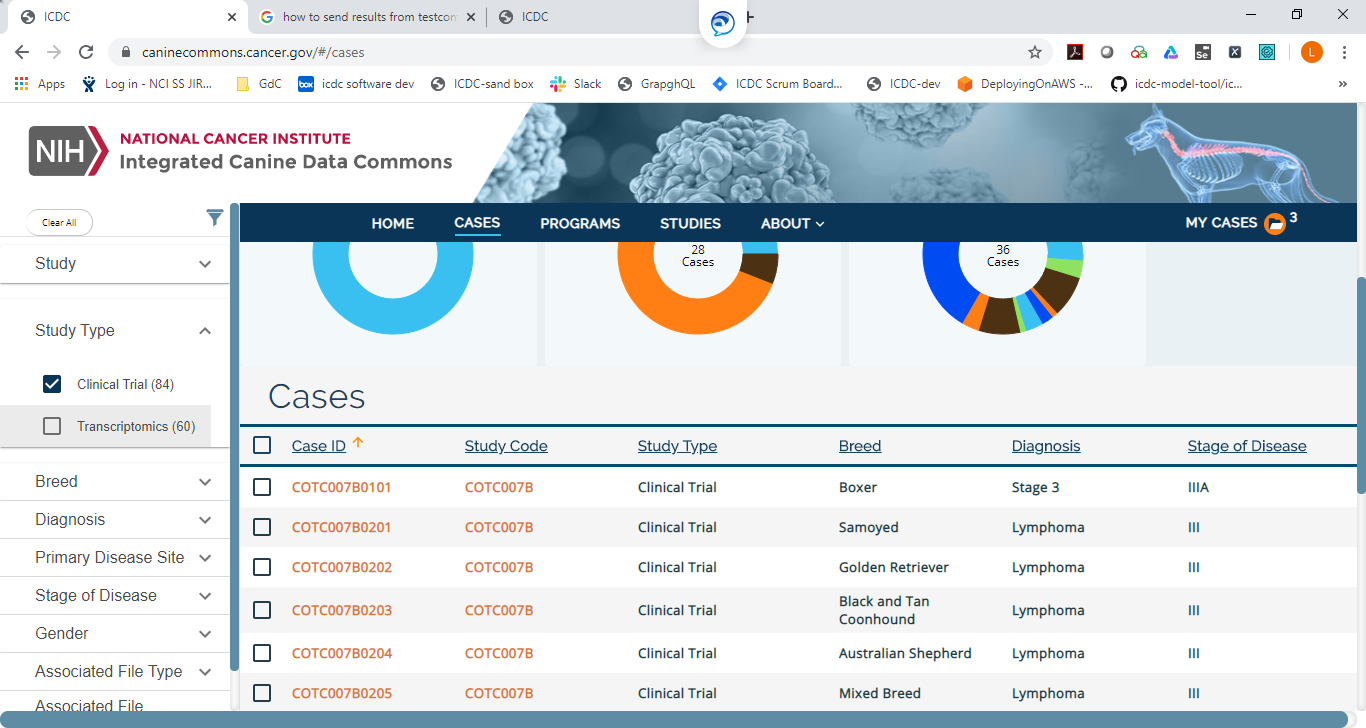 ICDC
how to send results from testcom
ICDC
caninecommons.cancer.gov/#/cases
Se
X
L
Apps
Log in - NCI SS JIR...
GdC
box
icdc software dev
ICDC-sand box
Slack
GrapghQL
ICDC Scrum Board...
ICDC-dev
DeployingOnAWS -...
icdc-model-tool/ic...
»
NIH
NATIONAL CANCER INSTITUTE
Integrated Canine Data Commons
Clear All
HOME
CASES
PROGRAMS
STUDIES
ABOUT
MY CASES
3
Study
Study Type
Clinical Trial (84)
Transcriptomics (60)
Breed
Diagnosis
Primary Disease Site
Stage of Disease
Gender
Associated File Type
Associated File
28
Cases
36
Cases
Cases
Case ID Study Code Study Type Breed Diagnosis Stage of Disease
COTC007B0101 COTC007B Clinical Trial Boxer Stage 3 IIIA
COTC007B0201 COTC007B Clinical Trial Samoyed Lymphoma III
COTC007B0202 COTC007B Clinical Trial Golden Retriever Lymphoma III
COTC007B0203 COTC007B Clinical Trial Black and Tan Coonhound Lymphoma III
COTC007B0204 COTC007B Clinical Trial Australian Shepherd Lymphoma III
COTC007B0205 COTC007B Clinical Trial Mixed Breed Lymphoma III